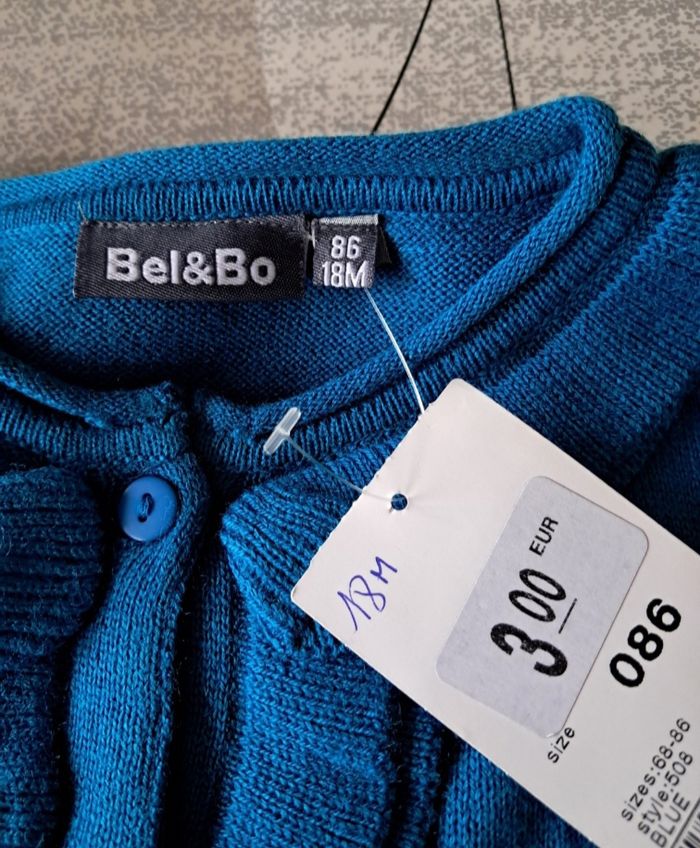 Bel&Bo
86
18M
18M
3.00 EUR
086
size
sizes:68-86
style:508
BLUE